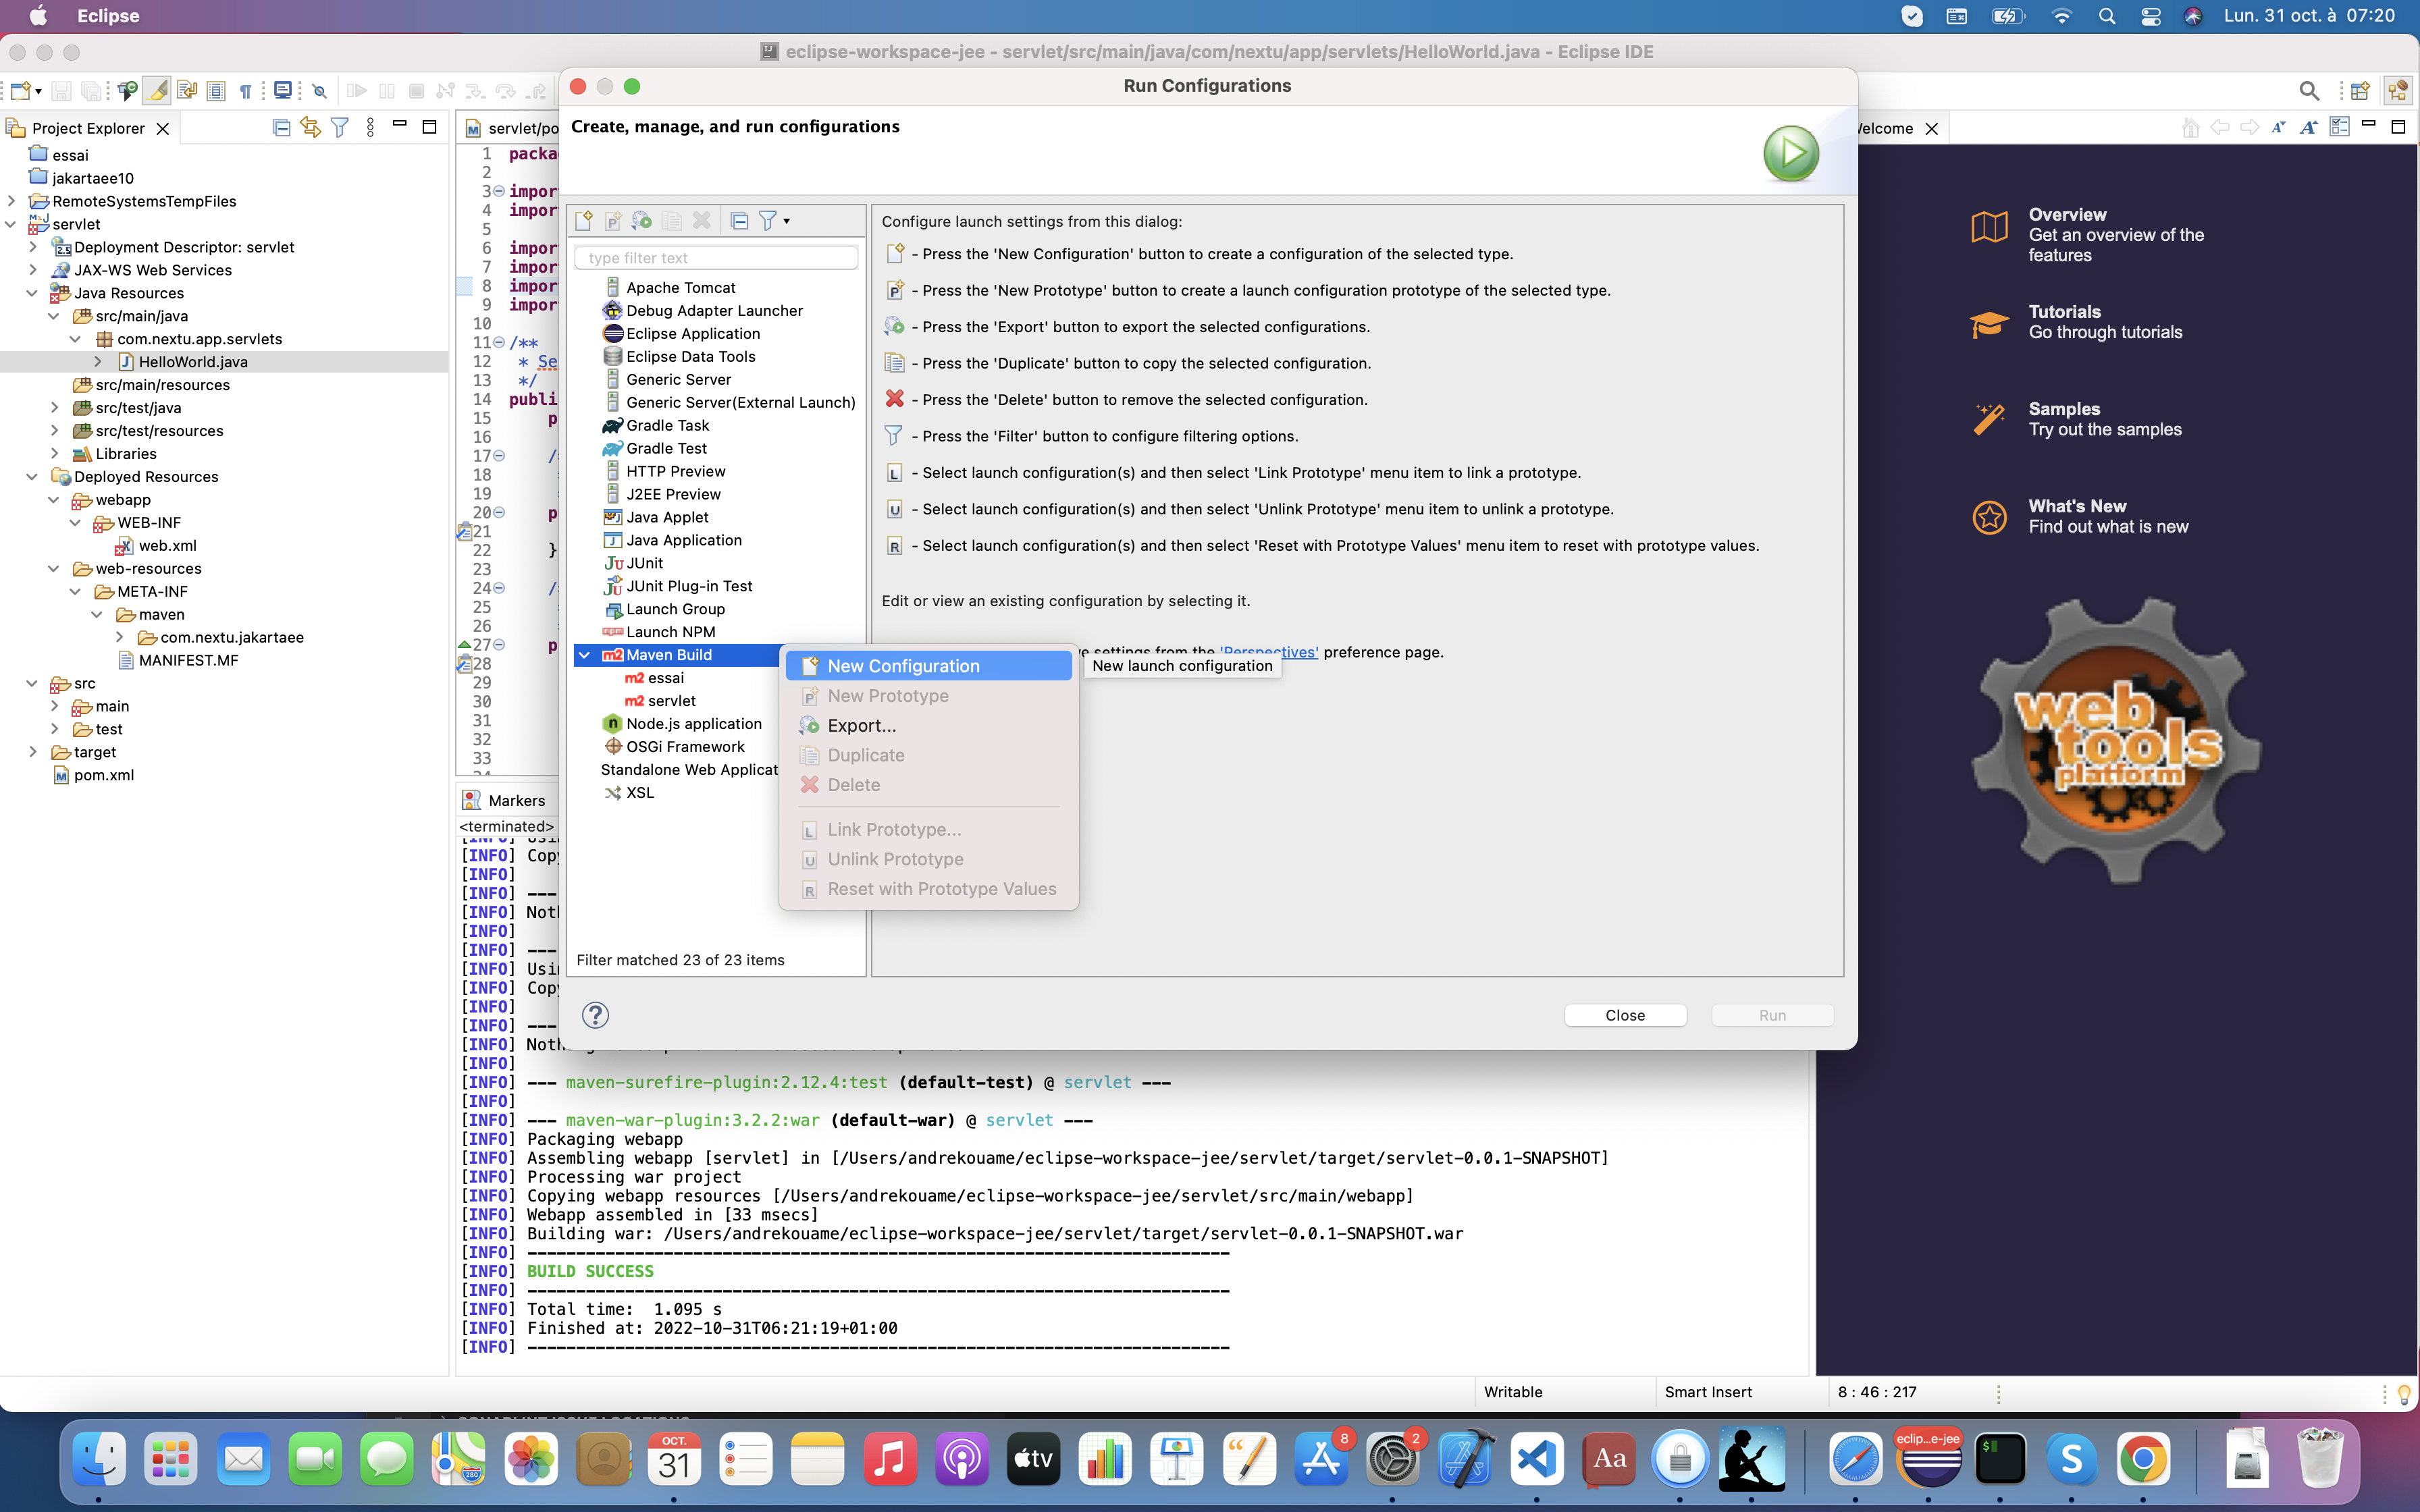 Eclipse
Lun. 31 oct. à 07:20
eclipse-workspace-jee - servlet/src/main/java/com/nextu/app/servlets/HelloWorld.java - Eclipse IDE
Run Configurations
Project Explorer
essai
jakartaee10
RemoteSystemsTempFiles
servlet
Deployment Descriptor: servlet
JAX-WS Web Services
Java Resources
src/main/java
com.nextu.app.servlets
HelloWorld.java
src/main/resources
src/test/java
src/test/resources
Libraries
Deployed Resources
webapp
WEB-INF
web.xml
web-resources
META-INF
maven
com.nextu.jakartaee
MANIFEST.MF
src
main
test
target
pom.xml
servlet/po
1 packa
2
3 impor
4 impor
5
6 impor
7 impor
8 impor
9 impor
10
11 /**
12 * Se
13 */
14 publi
15 p
16
17 /
18
19
20 p
21
22 }
23
24 /
25
26
27 p
28
29
30
31
32
33
Create, manage, and run configurations
type filter text
Apache Tomcat
Debug Adapter Launcher
Eclipse Application
Eclipse Data Tools
Generic Server
Generic Server(External Launch)
Gradle Task
Gradle Test
HTTP Preview
J2EE Preview
Java Applet
Java Application
JUnit
JUnit Plug-in Test
Launch Group
Launch NPM
Maven Build
essai
servlet
Node.js application
OSGi Framework
Standalone Web Applicat
XSL
Filter matched 23 of 23 items
Configure launch settings from this dialog:
- Press the 'New Configuration' button to create a configuration of the selected type.
- Press the 'New Prototype' button to create a launch configuration prototype of the selected type.
- Press the 'Export' button to export the selected configurations.
- Press the 'Duplicate' button to copy the selected configuration.
- Press the 'Delete' button to remove the selected configuration.
- Press the 'Filter' button to configure filtering options.
- Select launch configuration(s) and then select 'Link Prototype' menu item to link a prototype.
- Select launch configuration(s) and then select 'Unlink Prototype' menu item to unlink a prototype.
- Select launch configuration(s) and then select 'Reset with Prototype Values' menu item to reset with prototype values.
Edit or view an existing configuration by selecting it.
settings from the 'Perspectives' preference page.
New Configuration
New Prototype
Export...
Duplicate
Delete
Link Prototype...
Unlink Prototype
Reset with Prototype Values
New launch configuration
Close
Run
elcome
Overview
Get an overview of the
features
Tutorials
Go through tutorials
Samples
Try out the samples
What's New
Find out what is new
web
tools
platform
Markers
<terminated>
[INFO] Usin
[INFO] Copy
[INFO]
[INFO] ---
[INFO] Noth
[INFO]
[INFO] ---
[INFO] Usin
[INFO] Copy
[INFO]
[INFO] ---
[INFO] Noth
[INFO]
[INFO] --- maven-surefire-plugin:2.12.4:test (default-test) @ servlet ---
[INFO]
[INFO] --- maven-war-plugin:3.2.2:war (default-war) @ servlet ---
[INFO] Packaging webapp
[INFO] Assembling webapp [servlet] in [/Users/andrekouame/eclipse-workspace-jee/servlet/target/servlet-0.0.1-SNAPSHOT]
[INFO] Processing war project
[INFO] Copying webapp resources [/Users/andrekouame/eclipse-workspace-jee/servlet/src/main/webapp]
[INFO] Webapp assembled in [33 msecs]
[INFO] Building war: /Users/andrekouame/eclipse-workspace-jee/servlet/target/servlet-0.0.1-SNAPSHOT.war
[INFO] ------------------------------------------------------------------------
[INFO] BUILD SUCCESS
[INFO] ------------------------------------------------------------------------
[INFO] Total time:  1.095 s
[INFO] Finished at: 2022-10-31T06:21:19+01:00
[INFO] ------------------------------------------------------------------------
Writable
Smart Insert
8 : 46 : 217
OCT.
31
280
tv
8
2
Aa
eclip...e-jee
$
S